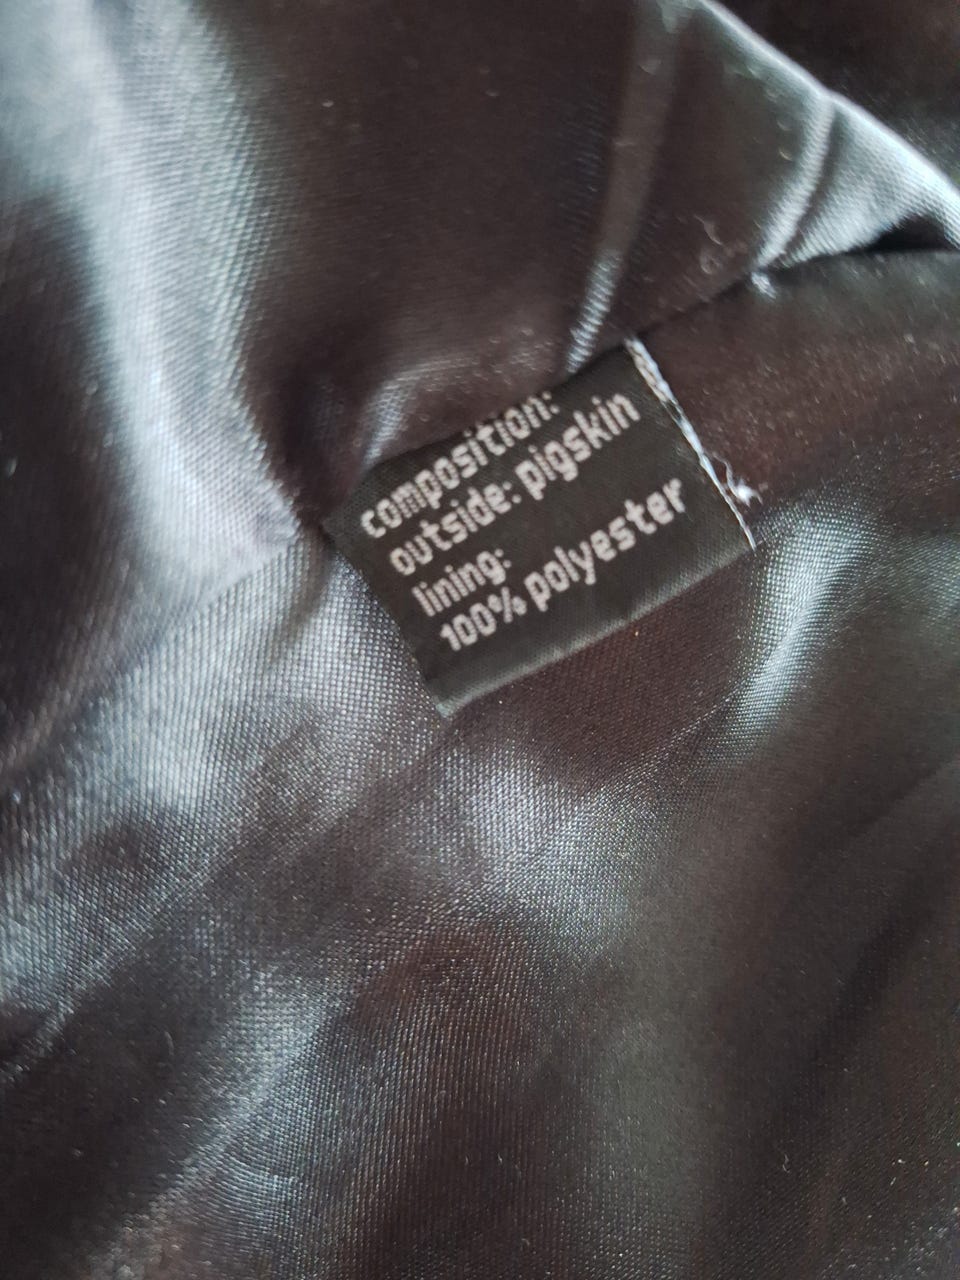 composition:
outside: pigskin
lining:
100% polyester